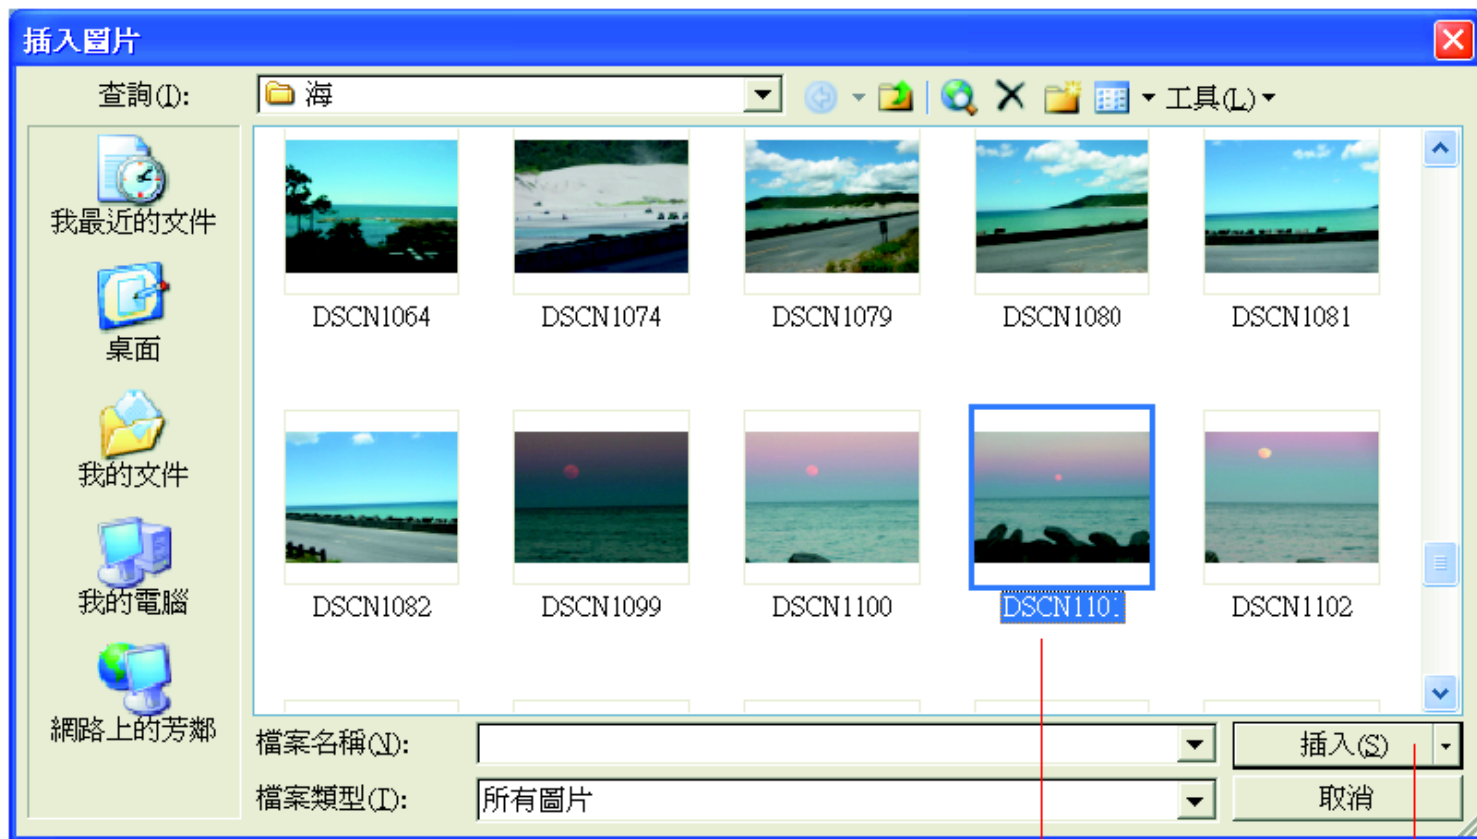 插入圖片
查詢(I): 海 工具(L)
我最近的文件
桌面
我的文件
我的電腦
網路上的芳鄰
DSCN1064 DSCN1074 DSCN1079 DSCN1080 DSCN1081
DSCN1082 DSCN1099 DSCN1100 DSCN1101 DSCN1102
檔案名稱(N): 插入(S)
檔案類型(T): 所有圖片 取消